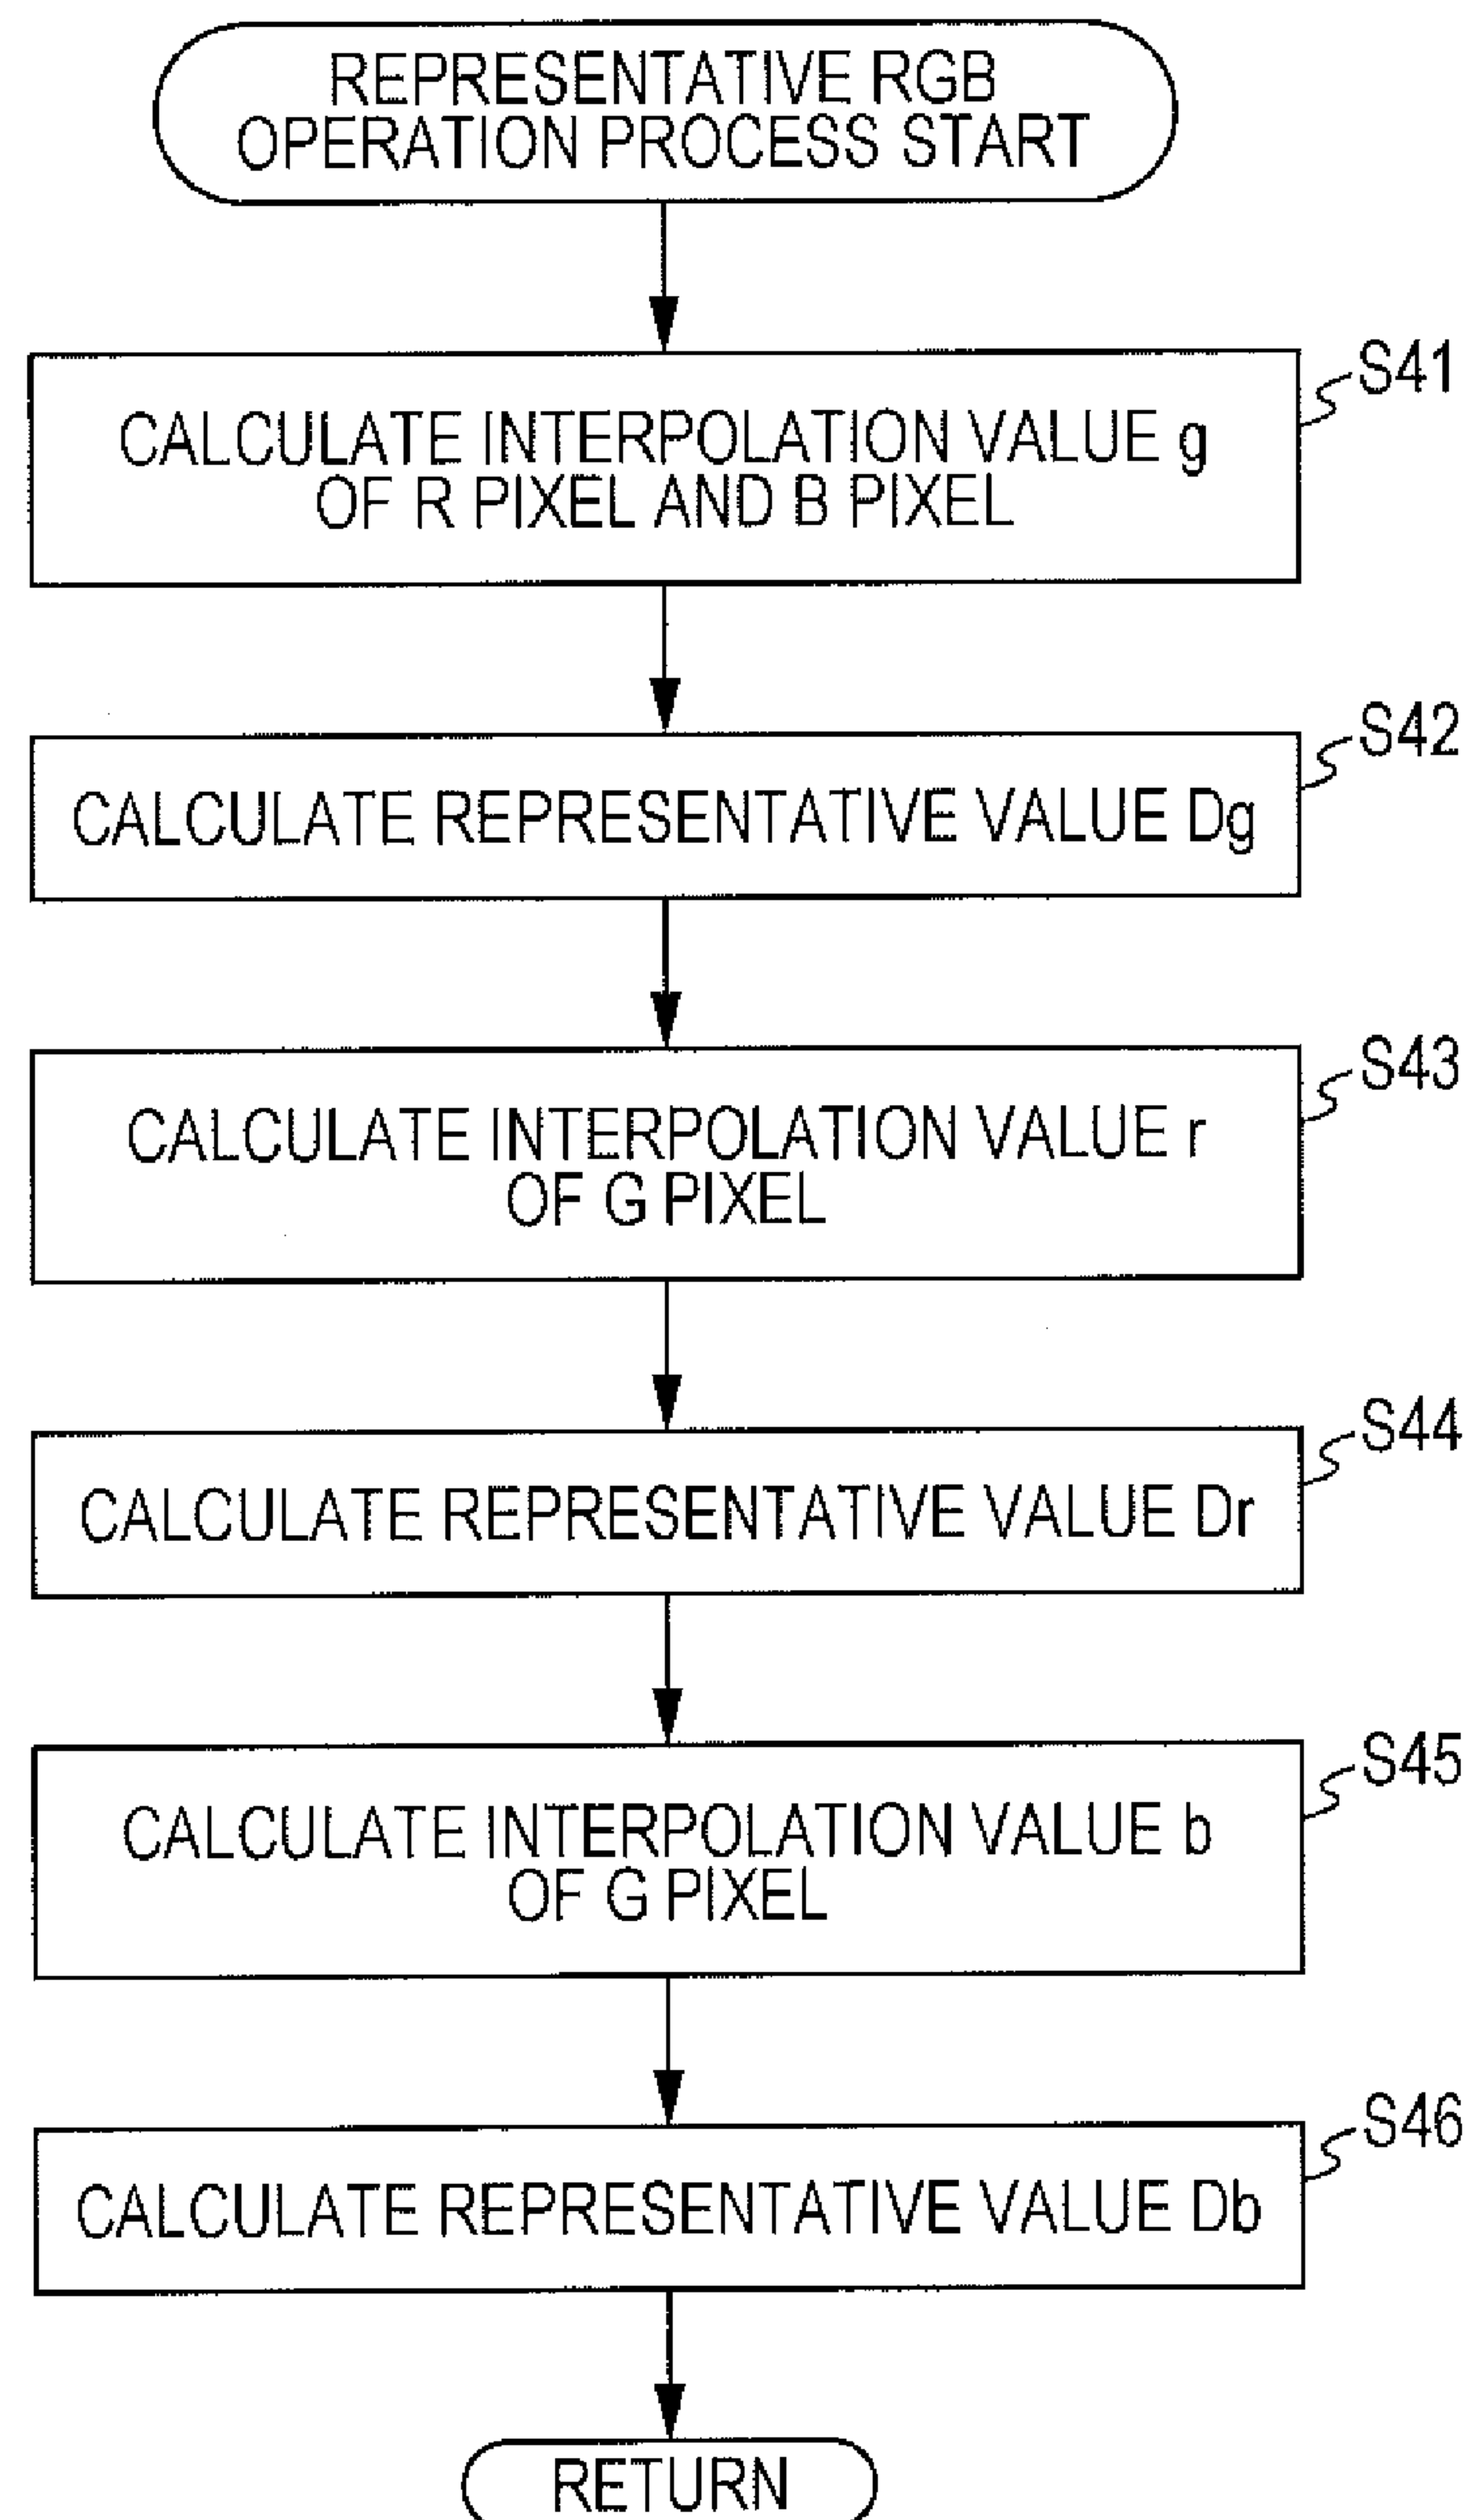 REPRESENTATIVE RGB
OPERATION PROCESS START
S41
CALCULATE INTERPOLATION VALUE g
OF R PIXEL AND B PIXEL
S42
CALCULATE REPRESENTATIVE VALUE Dg
S43
CALCULATE INTERPOLATION VALUE r
OF G PIXEL
S44
CALCULATE REPRESENTATIVE VALUE Dr
S45
CALCULATE INTERPOLATION VALUE b
OF G PIXEL
S46
CALCULATE REPRESENTATIVE VALUE Db
RETURN